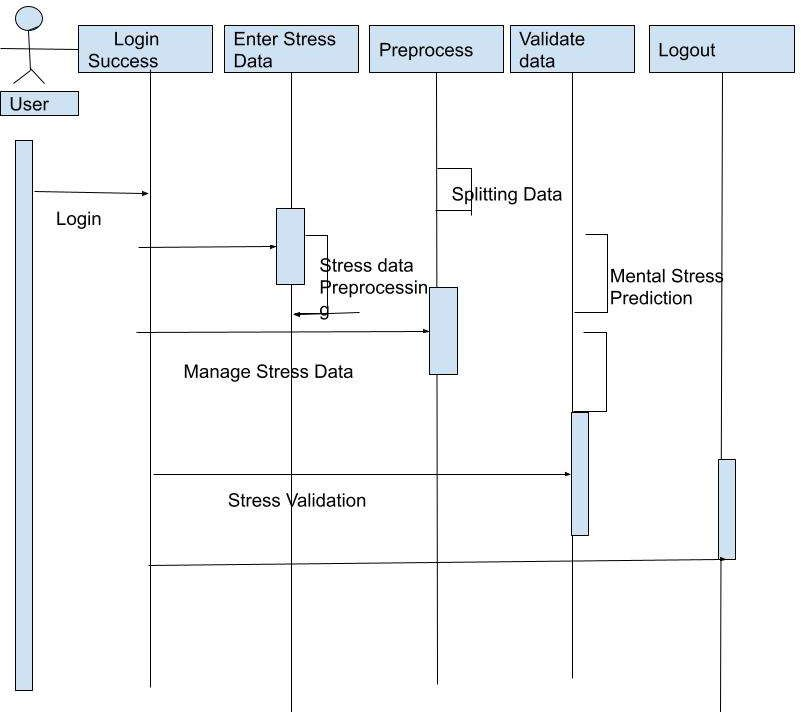 Login
Success
Enter Stress
Data
Preprocess
Validate
data
Logout
User
Splitting Data
Login
Stress data
Preprocessin
g
Mental Stress
Prediction
Manage Stress Data
Stress Validation